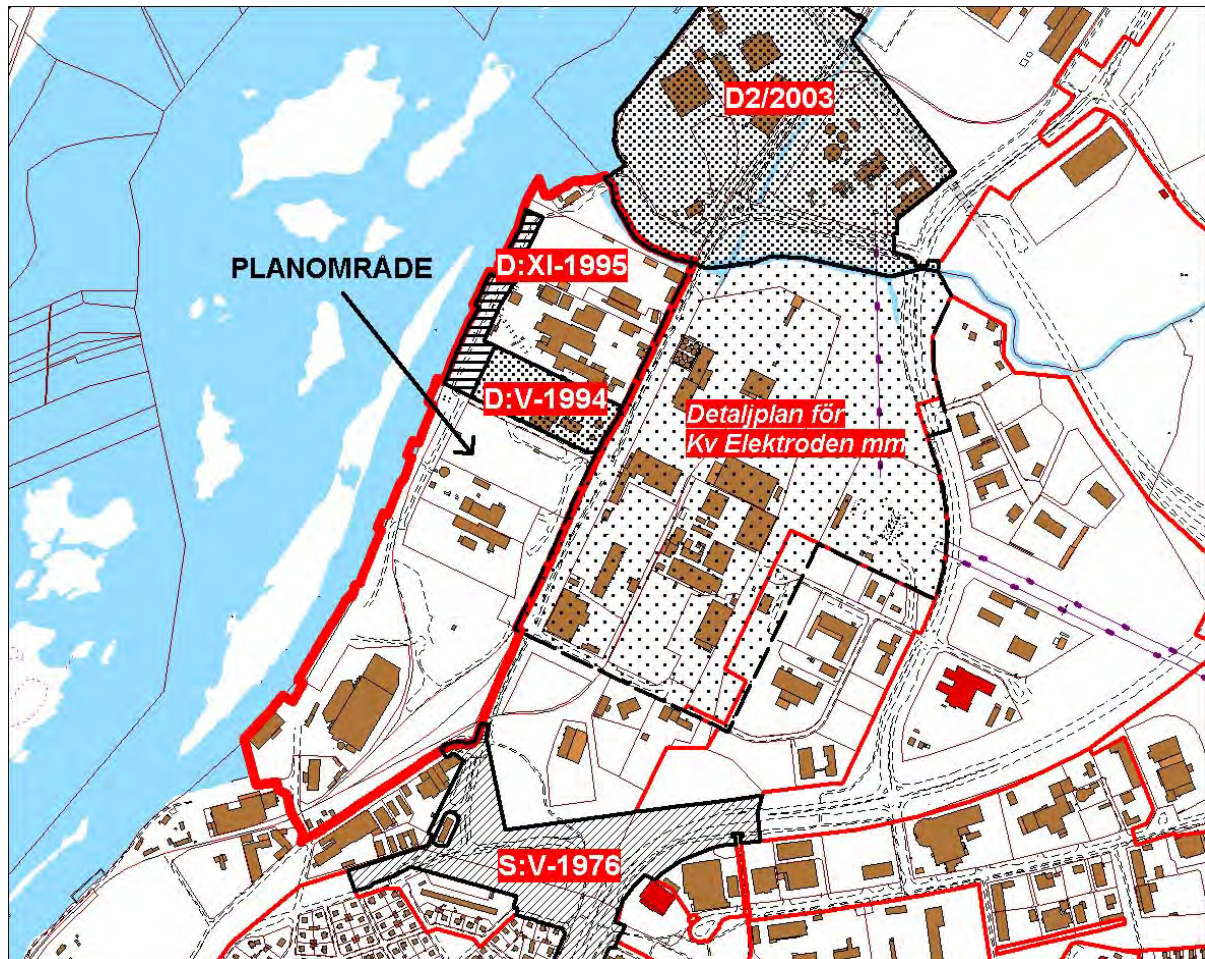 D2/2003
D:XI-1995
PLANOMRÅDE
D:V-1994
Detaljplan för
Kv Elektroden mm
S:V-1976